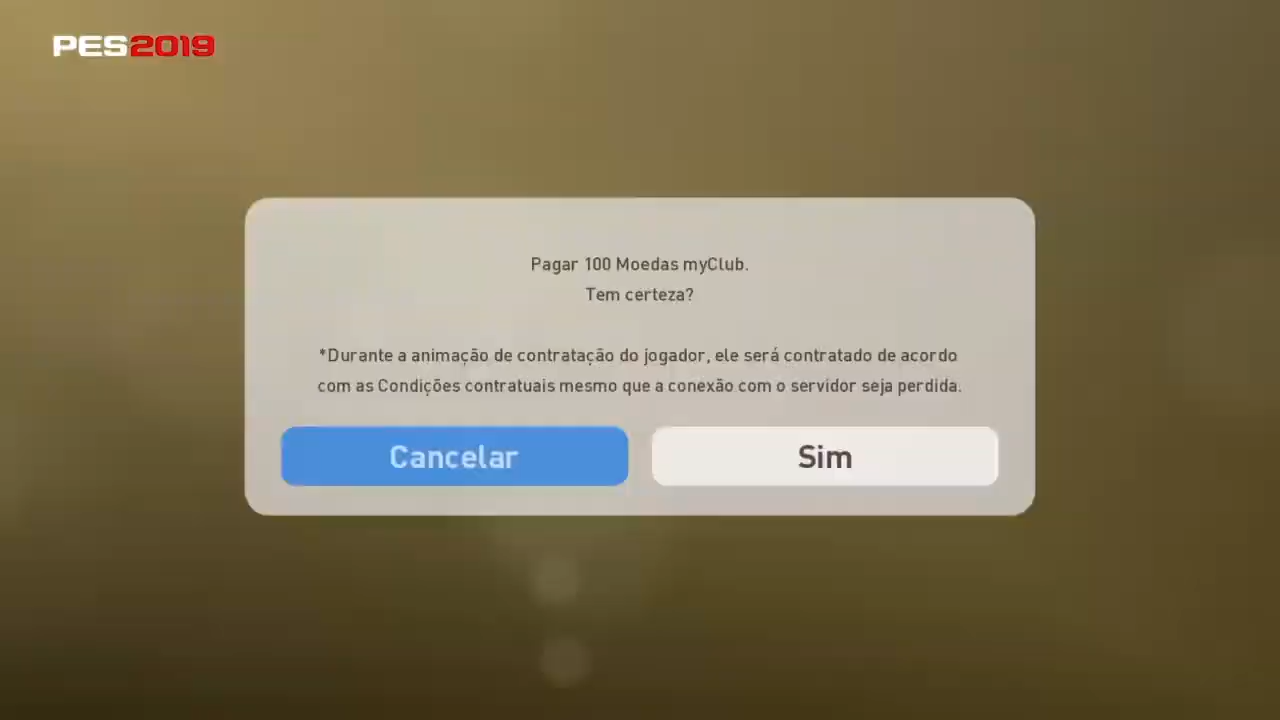 PES2019
Pagar 100 Moedas myClub.
Tem certeza?
*Durante a animação de contratação do jogador, ele será contratado de acordo
com as Condições contratuais mesmo que a conexão com o servidor seja perdida.
Cancelar
Sim